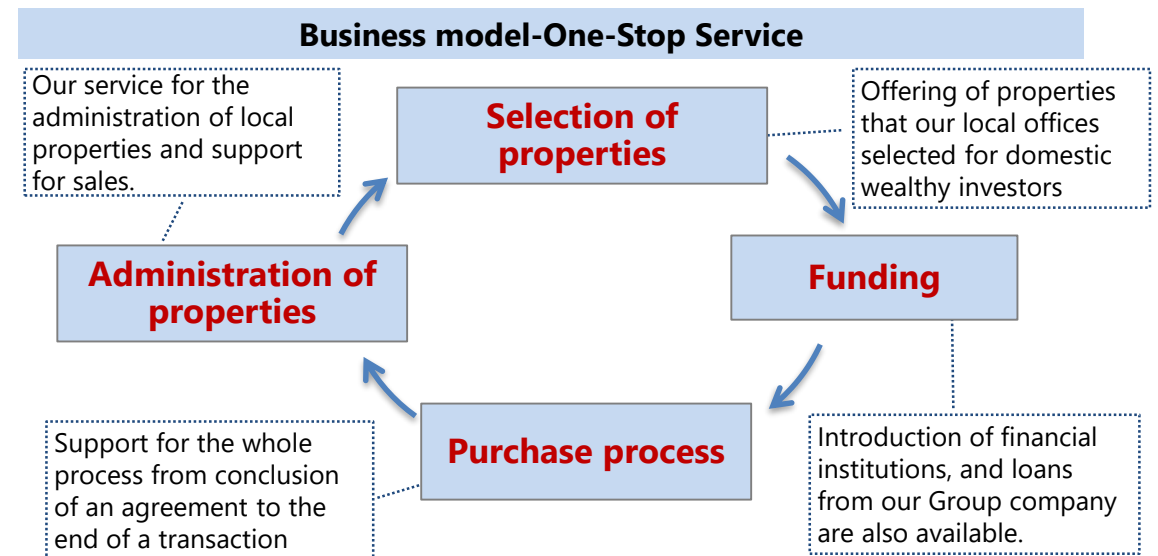 Business model-One-Stop Service
Our service for the
administration of local
properties and support
for sales.
Selection of
properties
Offering of properties
that our local offices
selected for domestic
wealthy investors
Administration of
properties
Funding
Purchase process
Support for the whole
process from conclusion
of an agreement to the
end of a transaction
Introduction of financial
institutions, and loans
from our Group company
are also available.